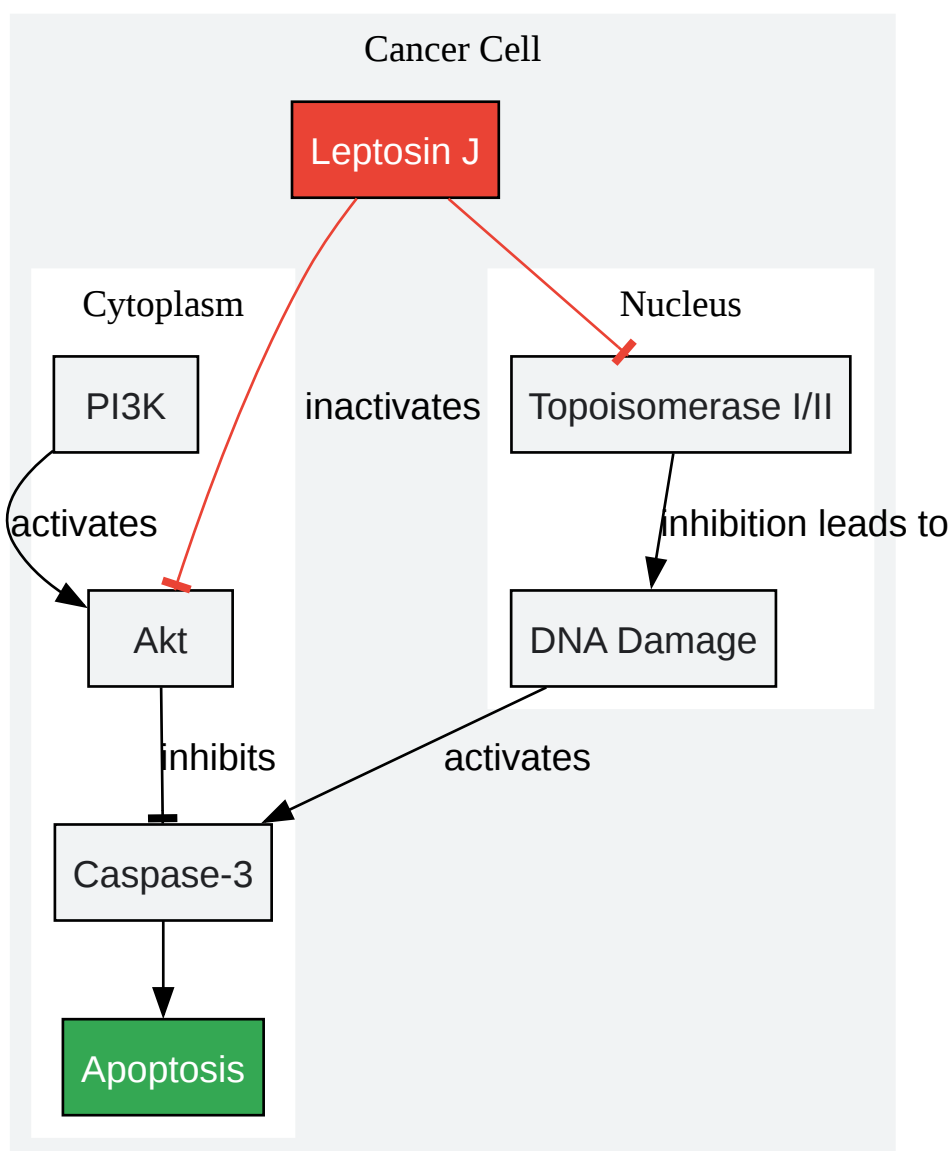 Cancer Cell
Leptosin J
Cytoplasm
Nucleus
PI3K
inactivates
Topoisomerase I/II
activates
inhibition leads to
Akt
DNA Damage
inhibits
activates
Caspase-3
Apoptosis